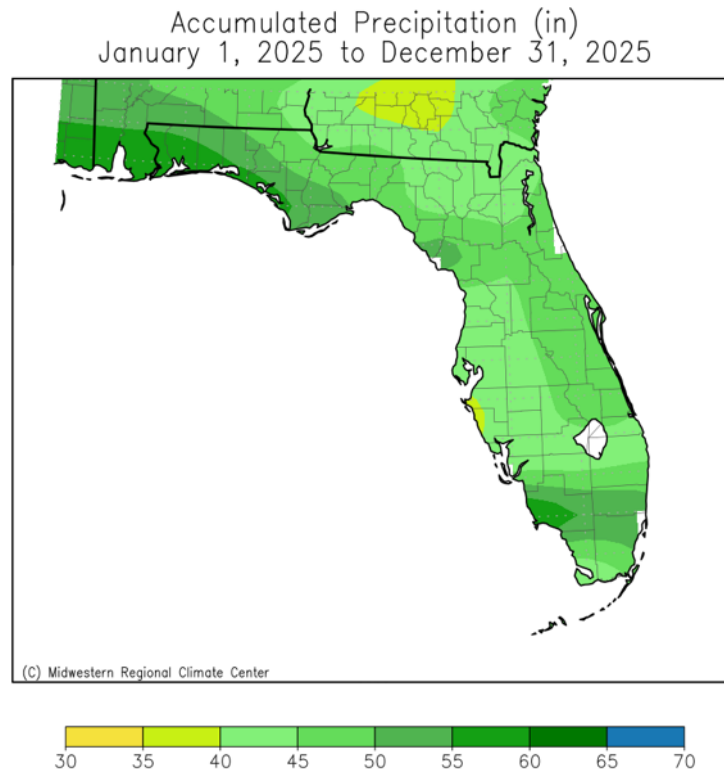 Accumulated Precipitation (in)
January 1, 2025 to December 31, 2025
(C) Midwestern Regional Climate Center
30 35 40 45 50 55 60 65 70